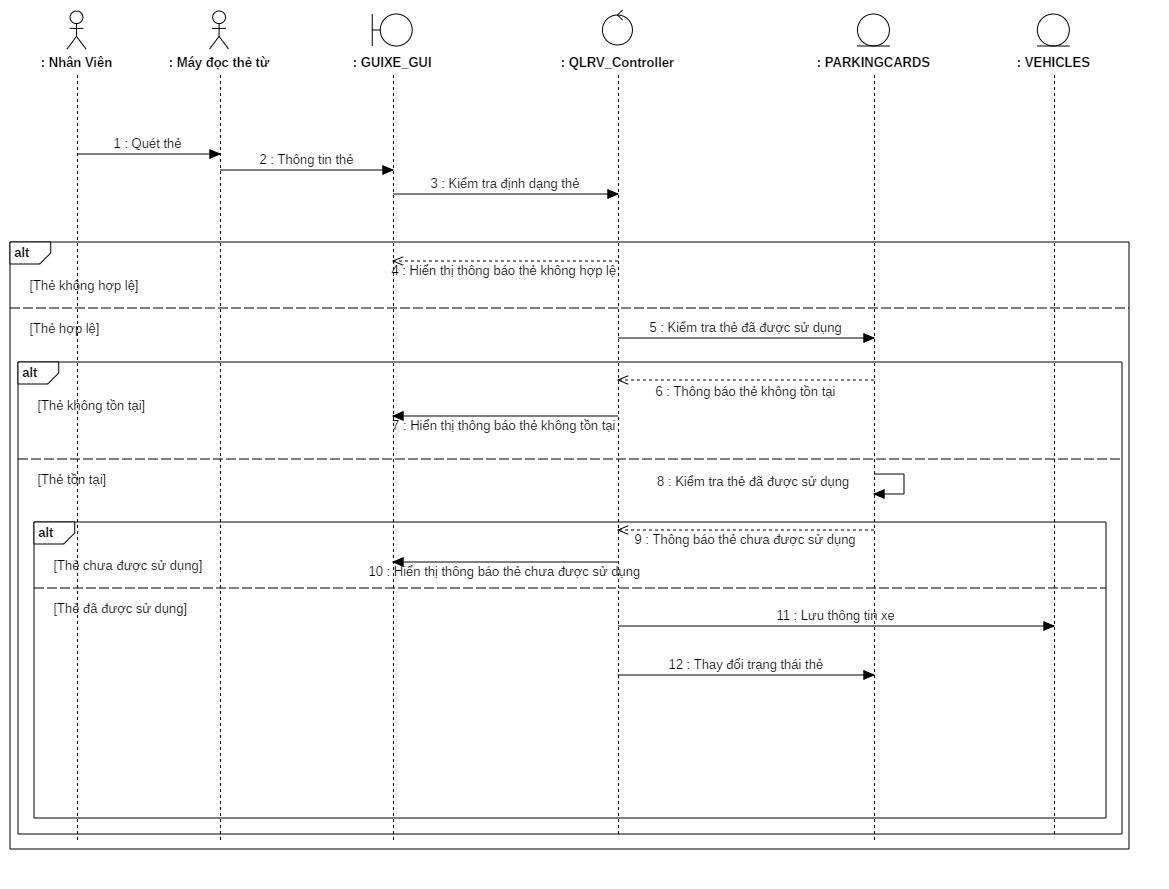 : Nhân Viên
: Máy đọc thẻ từ
: GUIXE_GUI
: QLRV_Controller
: PARKINGCARDS
: VEHICLES
1 : Quét thẻ
2 : Thông tin thẻ
3 : Kiểm tra định dạng thẻ
alt
4 : Hiển thị thông báo thẻ không hợp lệ
[Thẻ không hợp lệ]
[Thẻ hợp lệ]
5 : Kiểm tra thẻ đã được sử dụng
alt
6 : Thông báo thẻ không tồn tại
[Thẻ không tồn tại]
7 : Hiển thị thông báo thẻ không tồn tại
[Thẻ tồn tại]
8 : Kiểm tra thẻ đã được sử dụng
alt
9 : Thông báo thẻ chưa được sử dụng
[Thẻ chưa được sử dụng]
10 : Hiển thị thông báo thẻ chưa được sử dụng
[Thẻ đã được sử dụng]
11 : Lưu thông tin xe
12 : Thay đổi trạng thái thẻ